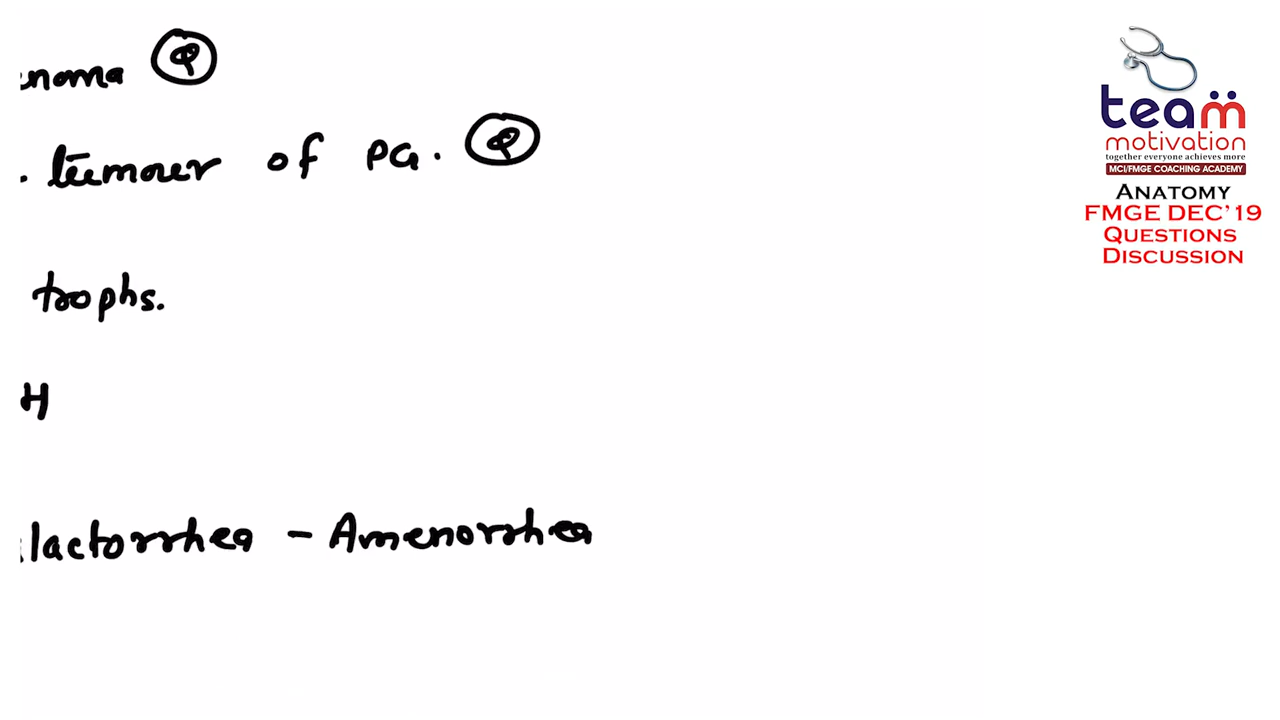 enoma Q
. tumour of PG. Q
trophs.
H
lactorrhea - Amenorrhea
team
motivation
together everyone achieves more
MCI/FMGE COACHING ACADEMY
ANATOMY
FMGE DEC'19
QUESTIONS
DISCUSSION